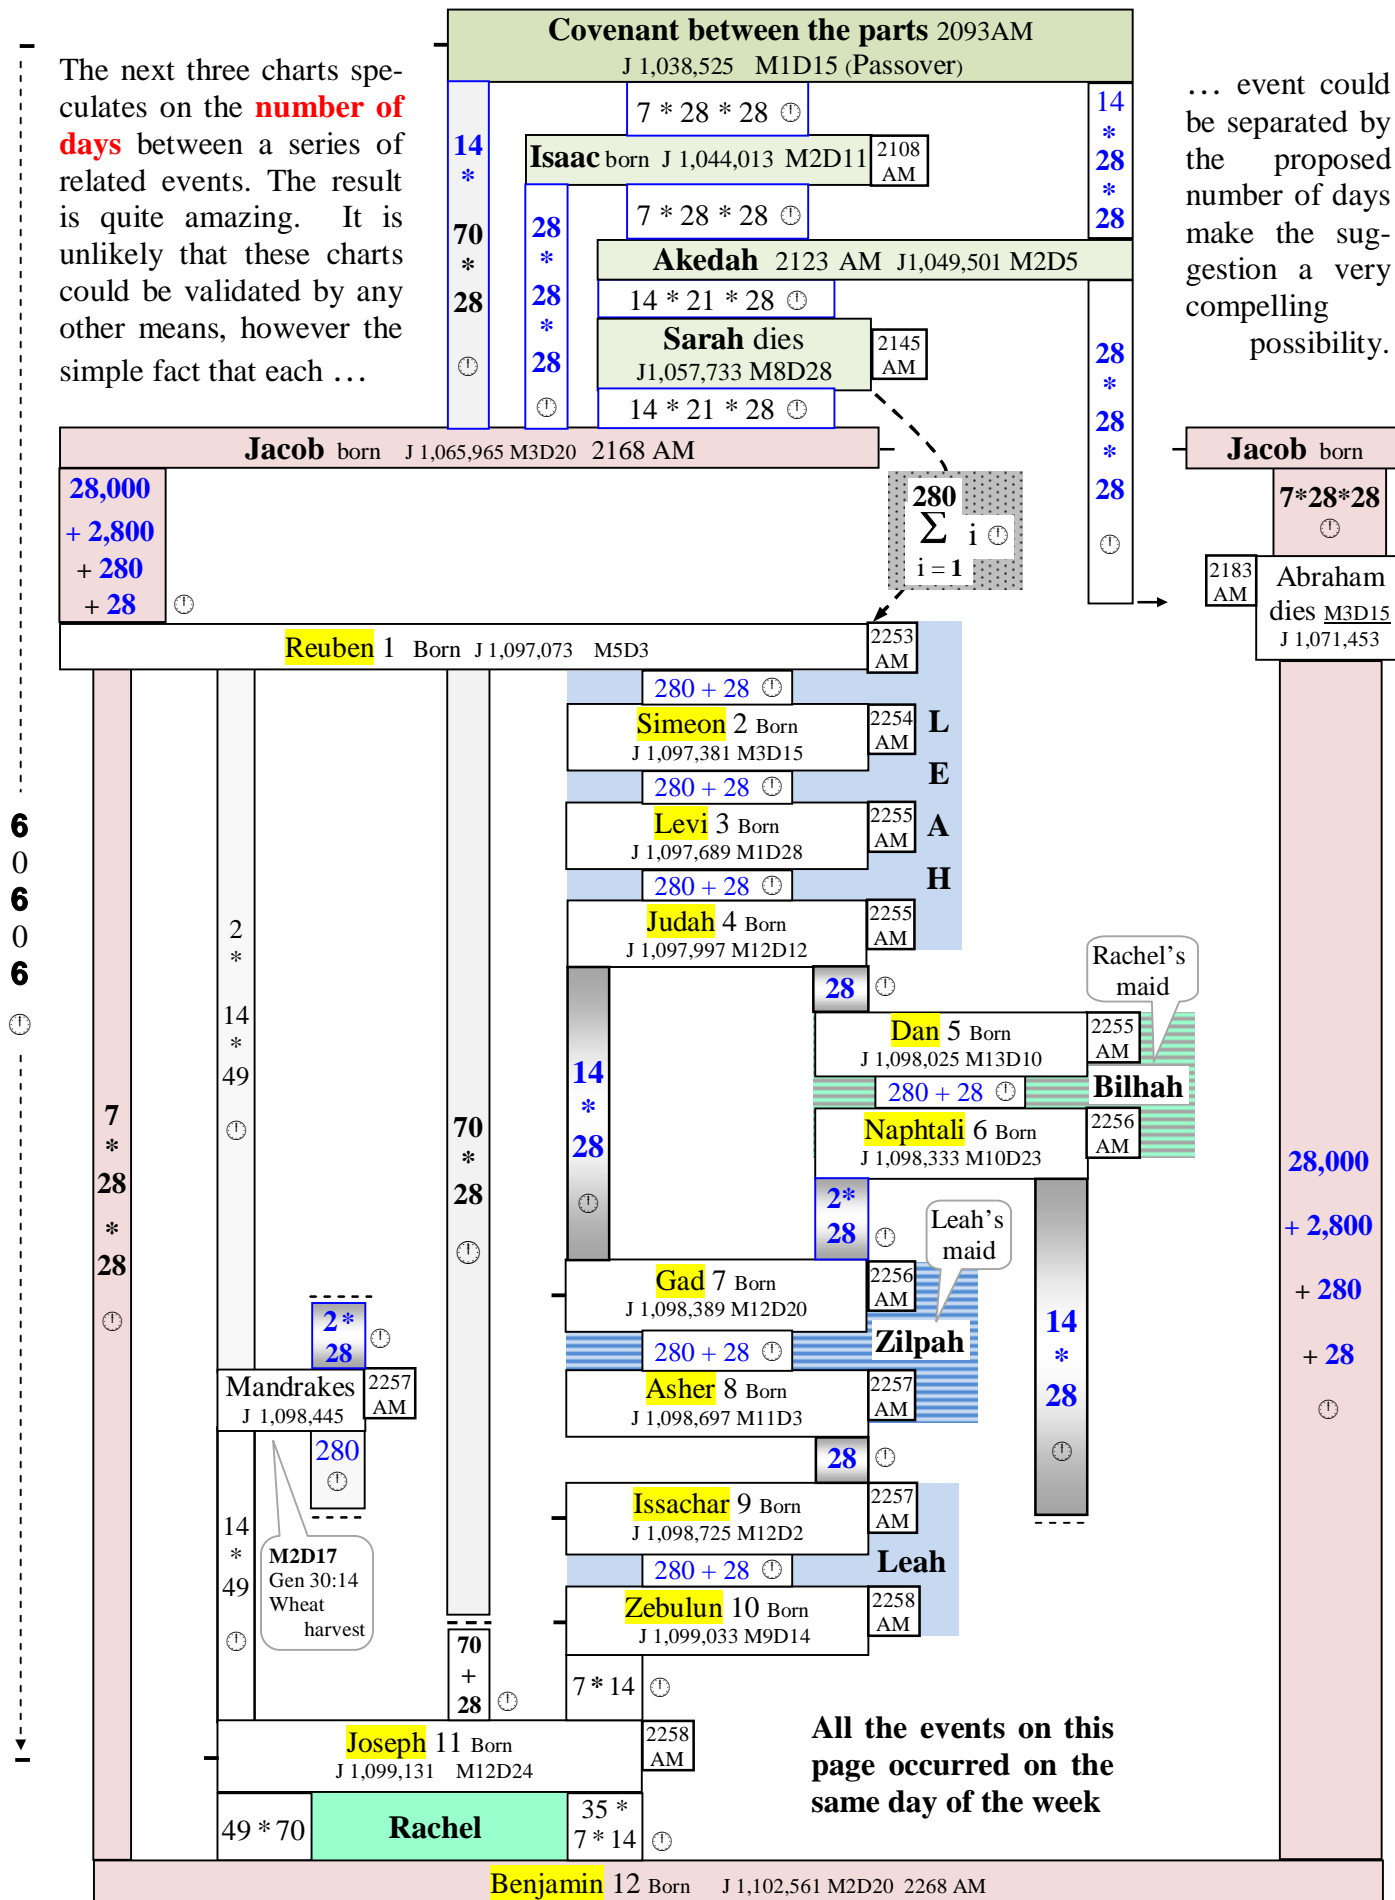 Covenant between the parts 2093AM
J 1,038,525 M1D15 (Passover)
The next three charts spe-
culates on the number of
days between a series of
related events. The result
is quite amazing. It is
unlikely that these charts
could be validated by any
other means, however the
simple fact that each …
… event could
be separated by
the proposed
number of days
make the sug-
gestion a very
compelling
possibility.
14
*
70
*
28
7 * 28 * 28
14
*
28
*
28
Isaac born J 1,044,013 M2D11
2108
AM
28
*
28
*
28
7 * 28 * 28
Akedah 2123 AM J1,049,501 M2D5
14 * 21 * 28
28
*
28
*
28
Sarah dies
J1,057,733 M8D28
2145
AM
14 * 21 * 28
Jacob born J 1,065,965 M3D20 2168 AM
Jacob born
28,000
+ 2,800
+ 280
+ 28
280
Σ i
i = 1
7*28*28
2183
AM
Abraham
dies M3D15
J 1,071,453
Reuben 1 Born J 1,097,073 M5D3
2253
AM
280 + 28
Simeon 2 Born
J 1,097,381 M3D15
2254
AM
280 + 28
Levi 3 Born
J 1,097,689 M1D28
2255
AM
280 + 28
Judah 4 Born
J 1,097,997 M12D12
2255
AM
L
E
A
H
6
0
6
0
6
7
*
28
*
28
2
*
14
*
49
70
*
28
14
*
28
28
Dan 5 Born
J 1,098,025 M13D10
2255
AM
Rachel's
maid
Bilhah
280 + 28
Naphtali 6 Born
J 1,098,333 M10D23
2256
AM
2*
28
14
*
28
28,000
+ 2,800
+ 280
+ 28
Leah's
maid
Gad 7 Born
J 1,098,389 M12D20
2256
AM
Zilpah
280 + 28
Asher 8 Born
J 1,098,697 M11D3
2257
AM
2*
28
Mandrakes
J 1,098,445
2257
AM
280
28
M2D17
Gen 30:14
Wheat
harvest
14
*
49
Issachar 9 Born
J 1,098,725 M12D2
2257
AM
Leah
280 + 28
Zebulun 10 Born
J 1,099,033 M9D14
2258
AM
70
+
28
7 * 14
Joseph 11 Born
J 1,099,131 M12D24
2258
AM
All the events on this
page occurred on the
same day of the week
49 * 70
Rachel
35 *
7 * 14
Benjamin 12 Born J 1,102,561 M2D20 2268 AM